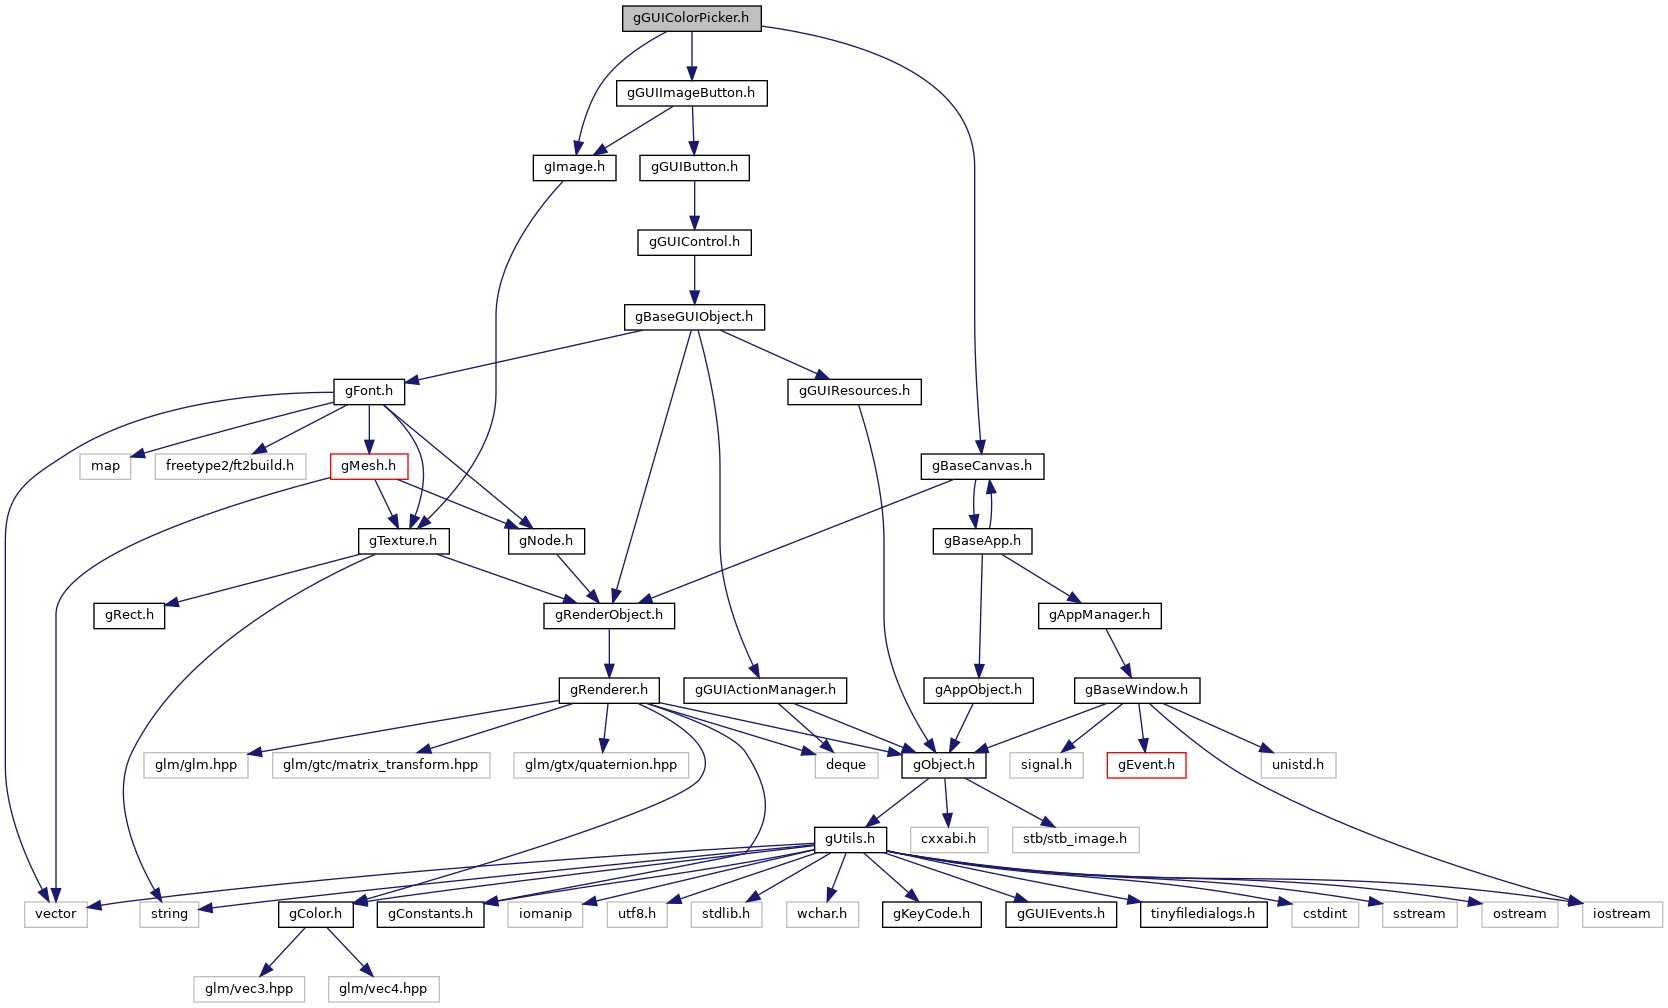 gGUIColorPicker.h
gGUIImageButton.h
gImage.h
gGUIButton.h
gGUIControl.h
gBaseGUIObject.h
gFont.h
gGUIResources.h
map
freetype2/ft2build.h
gMesh.h
gBaseCanvas.h
gTexture.h
gNode.h
gBaseApp.h
gRect.h
gRenderObject.h
gAppManager.h
gRenderer.h
gGUIActionManager.h
gAppObject.h
gBaseWindow.h
glm/glm.hpp
glm/gtc/matrix_transform.hpp
glm/gtx/quaternion.hpp
deque
gObject.h
signal.h
gEvent.h
unistd.h
gUtils.h
cxxabi.h
stb/stb_image.h
vector
string
gColor.h
gConstants.h
iomanip
utf8.h
stdlib.h
wchar.h
gKeyCode.h
gGUIEvents.h
tinyfiledialogs.h
cstdint
sstream
ostream
iostream
glm/vec3.hpp
glm/vec4.hpp